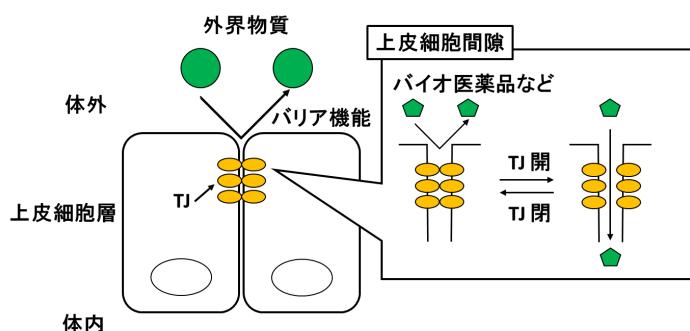 外界物質
上皮細胞間隙
体外
バリア機能
バイオ医薬品など
TJ 開
TJ 閉
TJ
上皮細胞層
体内